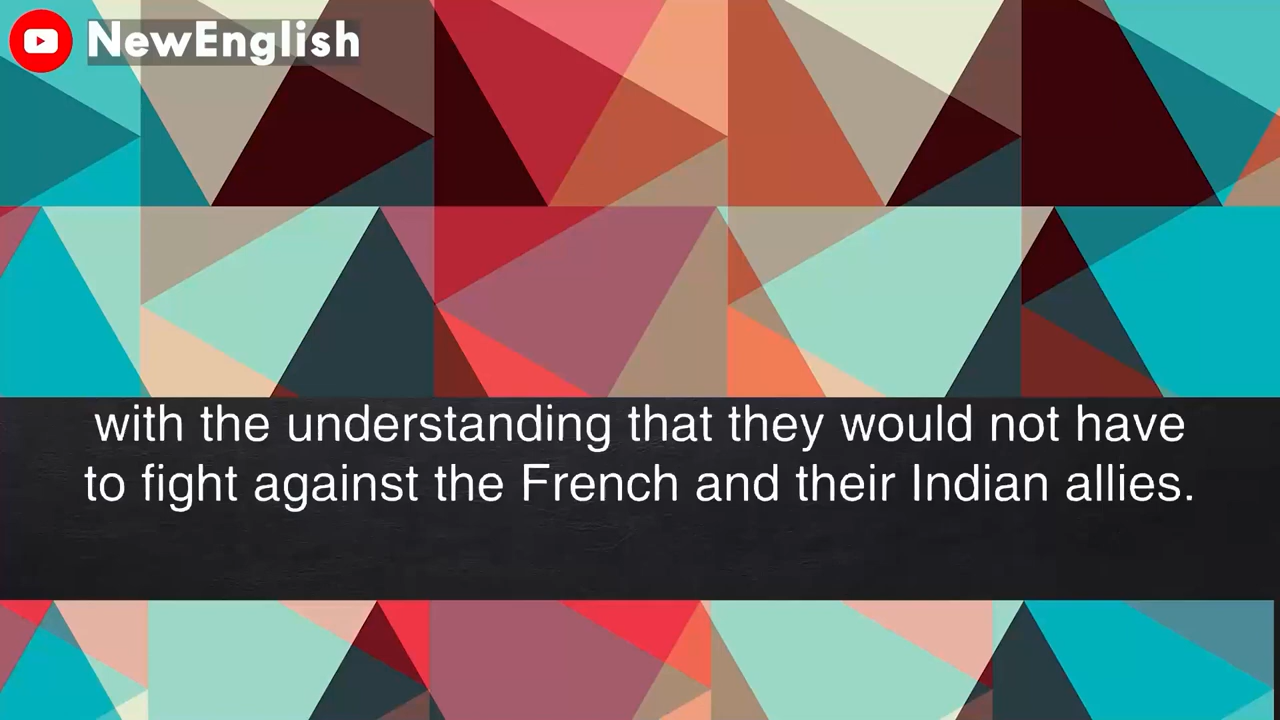 NewEnglish
with the understanding that they would not have
to fight against the French and their Indian allies.